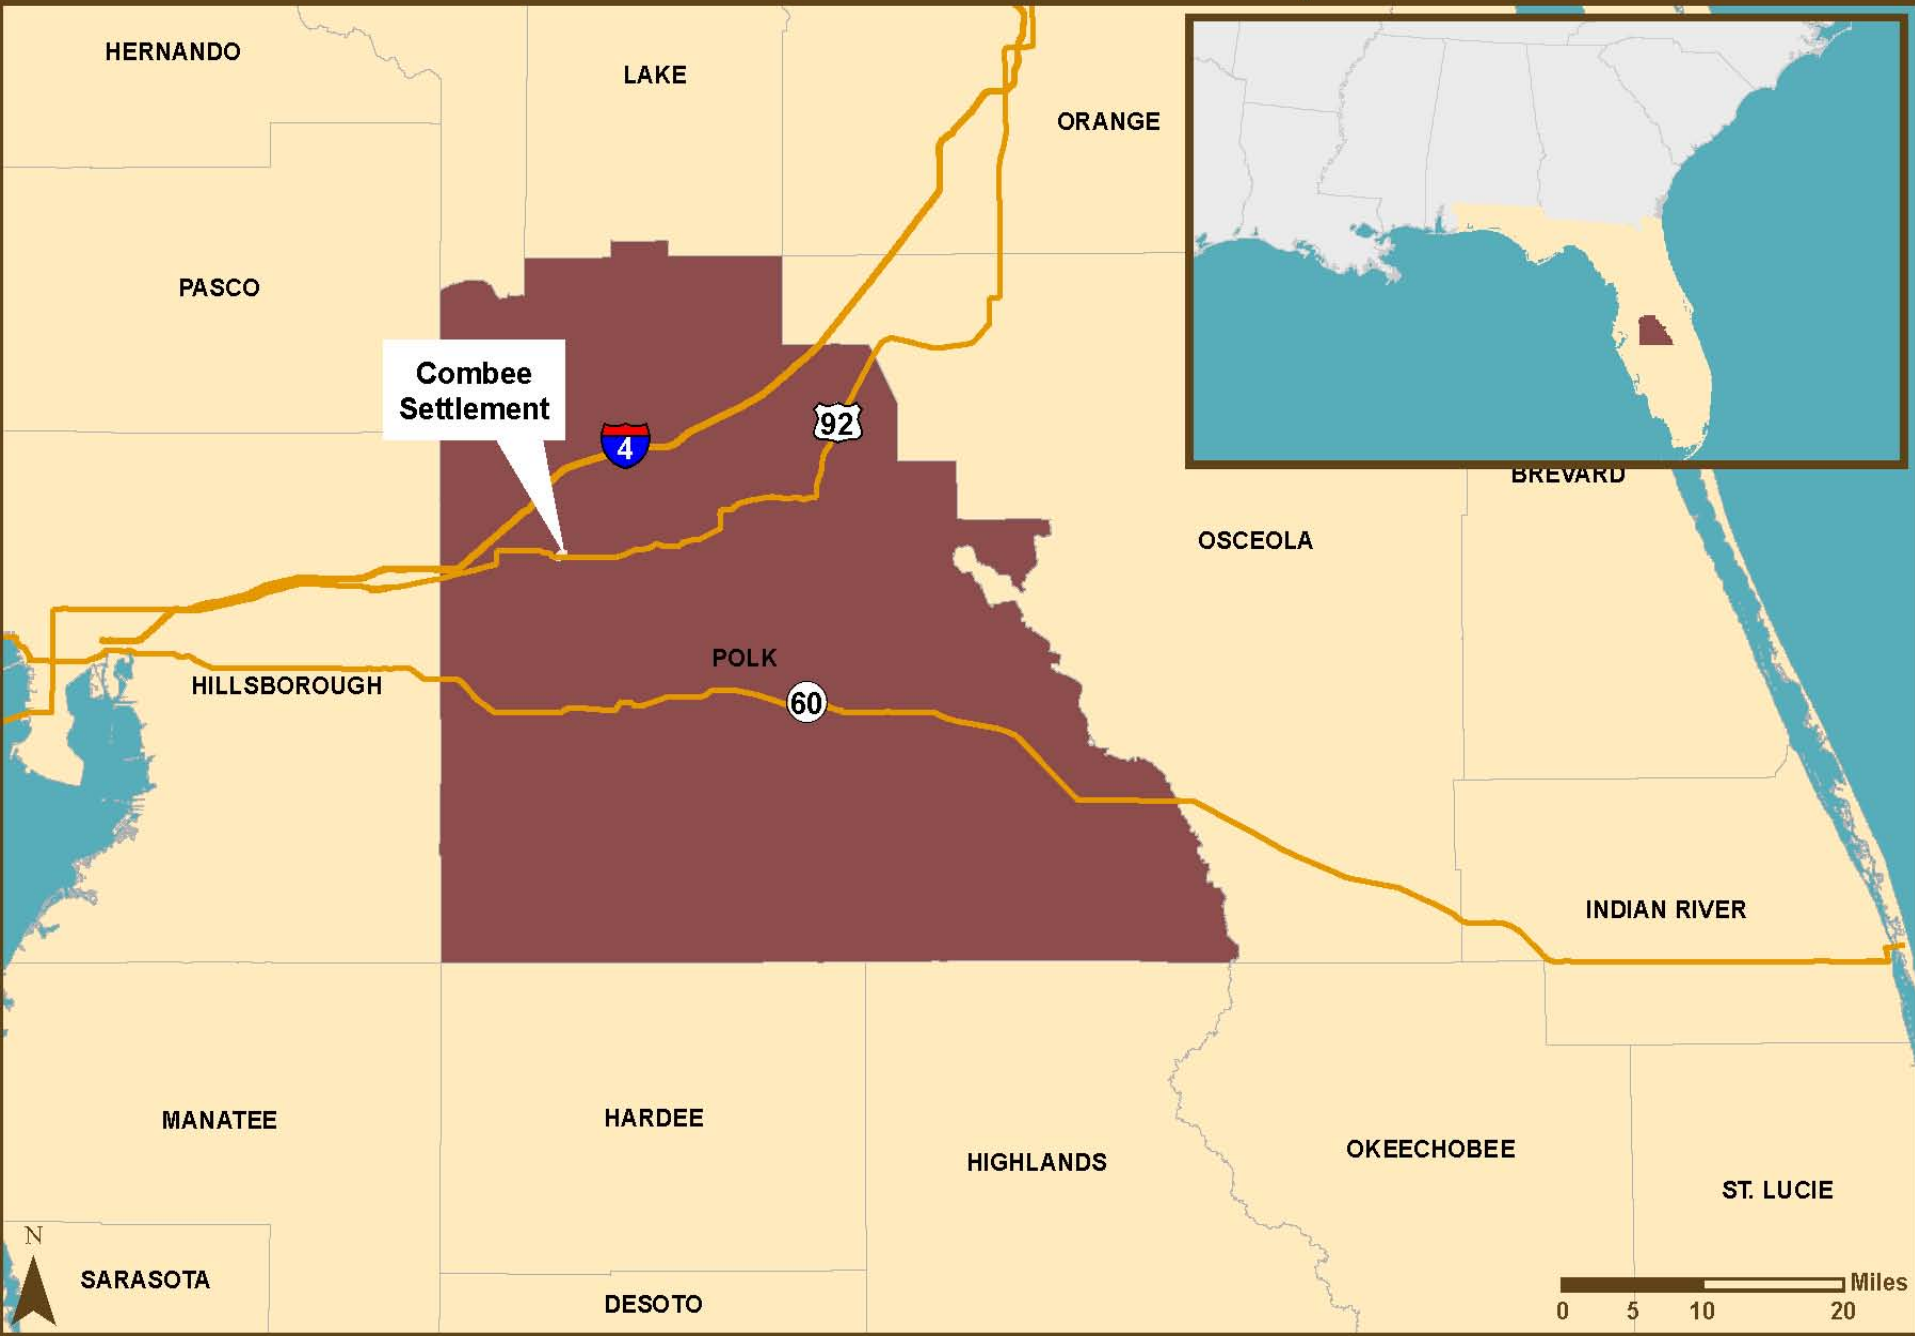 HERNANDO
LAKE
ORANGE
PASCO
Combee
Settlement
4
92
BREVARD
OSCEOLA
POLK
HILLSBOROUGH
60
INDIAN RIVER
MANATEE
HARDEE
HIGHLANDS
OKEECHOBEE
ST. LUCIE
N
SARASOTA
DESOTO
Miles
0 5 10 20